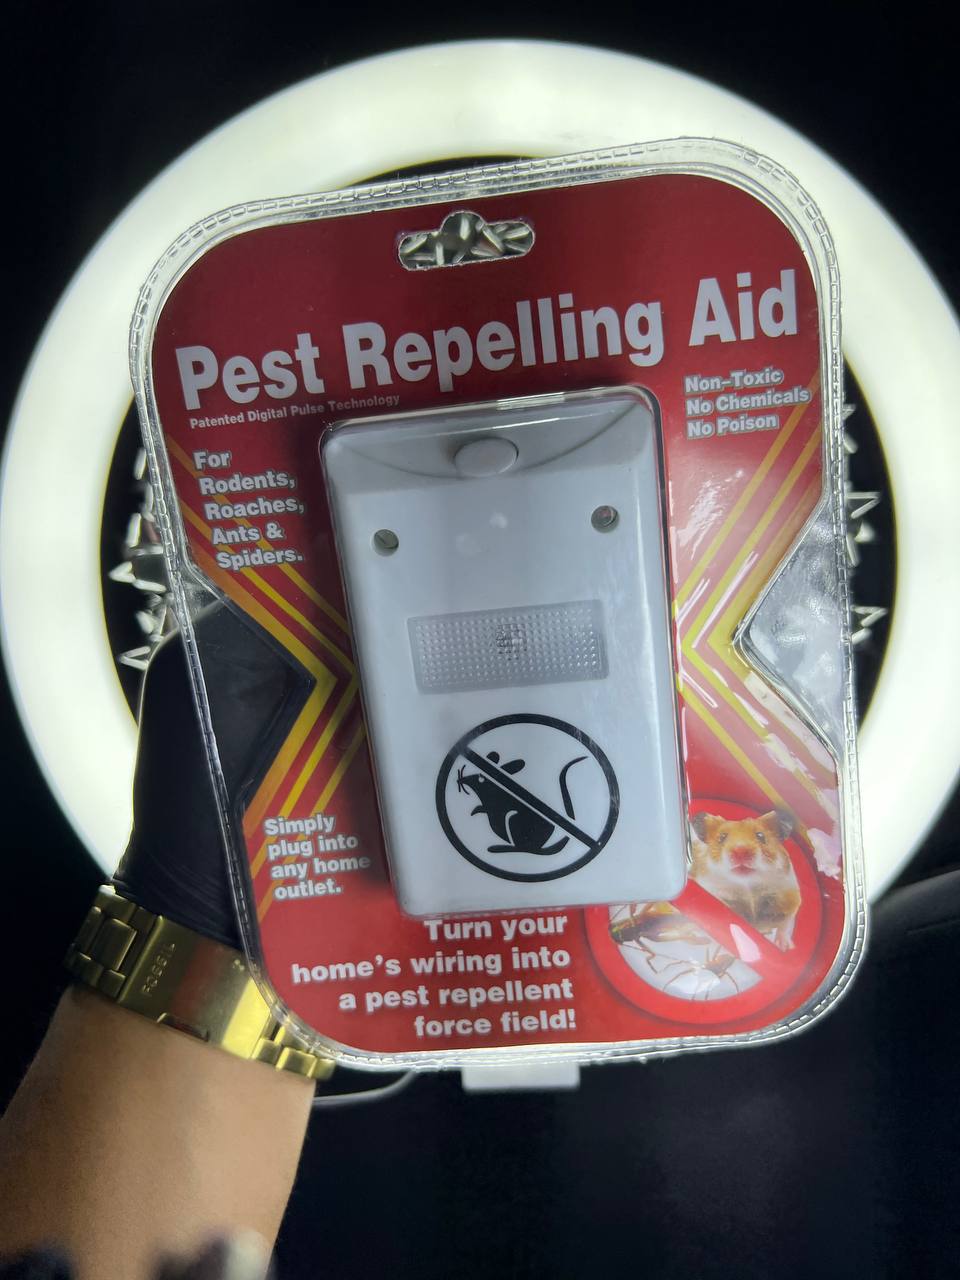 Pest Repelling Aid
Patented Digital Pulse Technology
Non-Toxic
No Chemicals
No Poison
For
Rodents,
Roaches,
Ants &
Spiders.
Simply
plug into
any home
outlet.
Turn your
home's wiring into
a pest repellent
force field!
FOSSIL